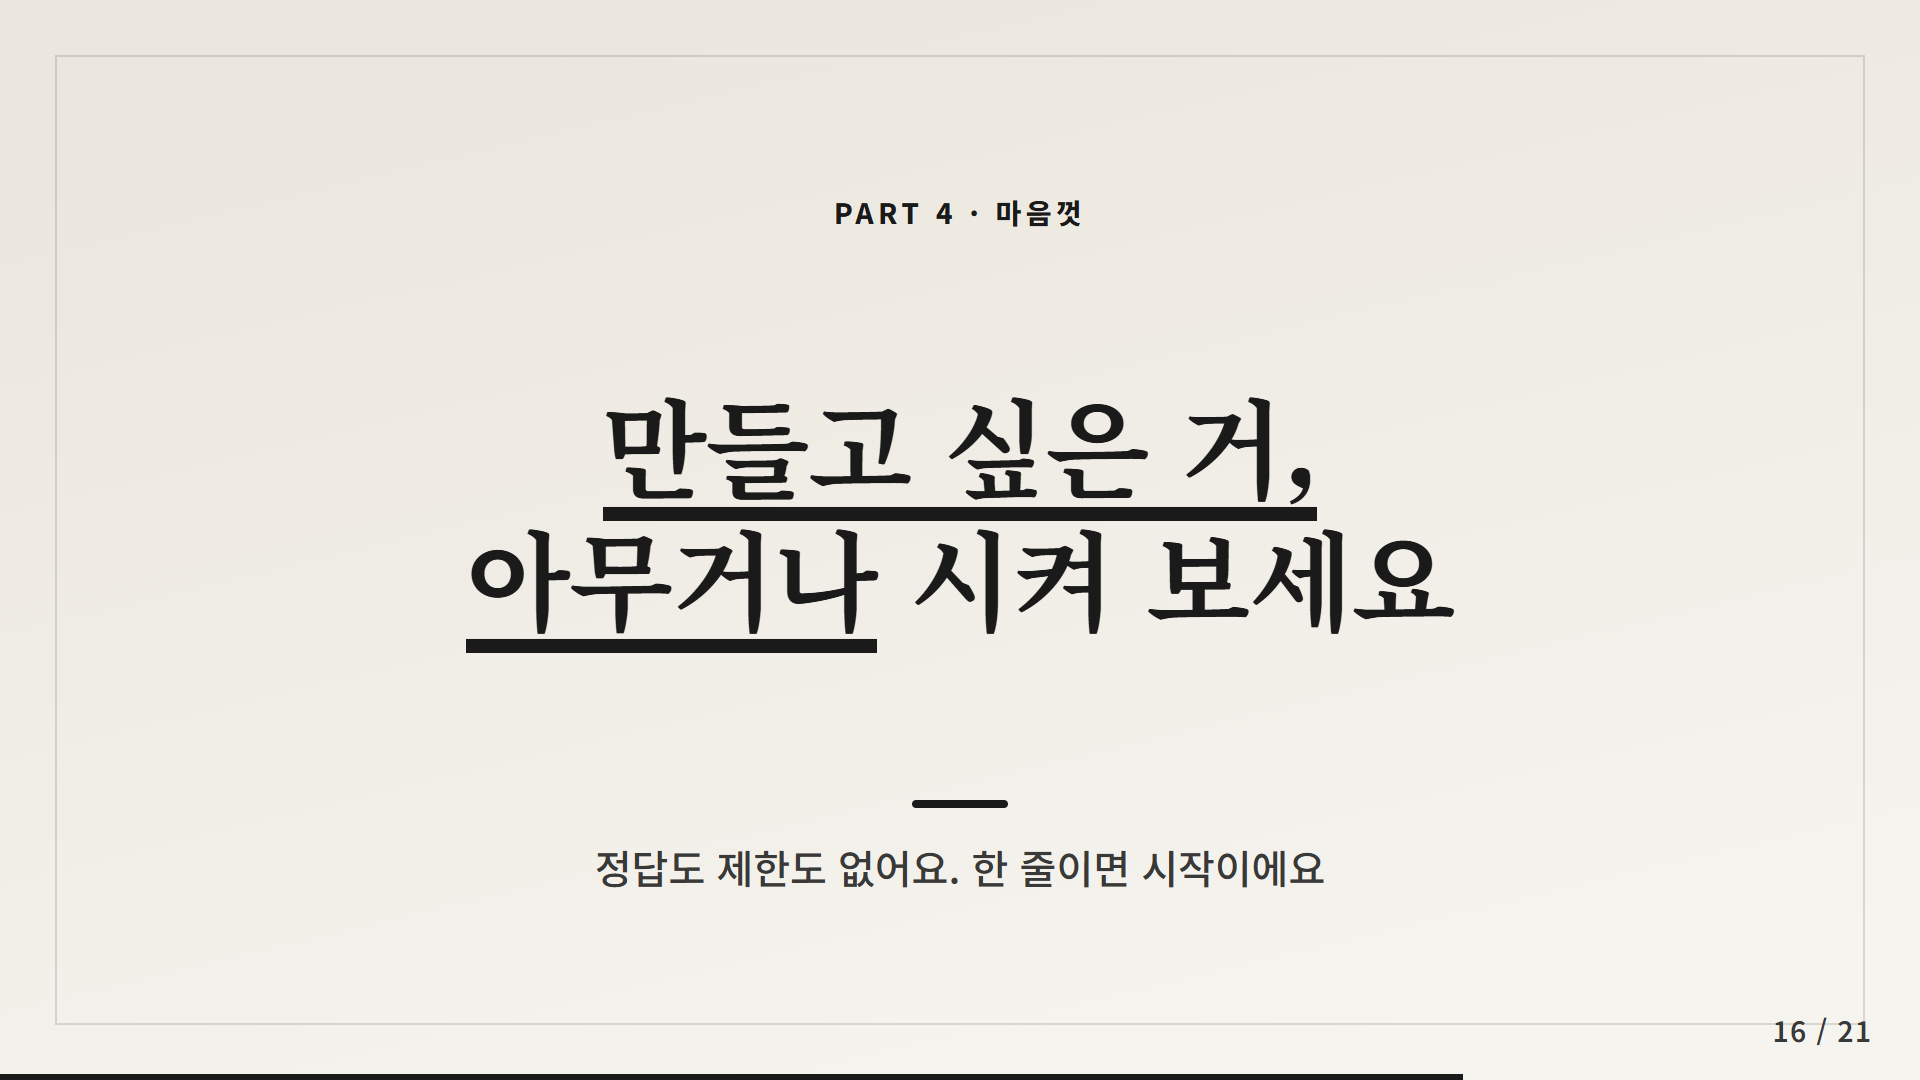 PART 4 · 마음껏
만들고 싶은 거,
아무거나 시켜 보세요
정답도 제한도 없어요. 한 줄이면 시작이에요
16 / 21